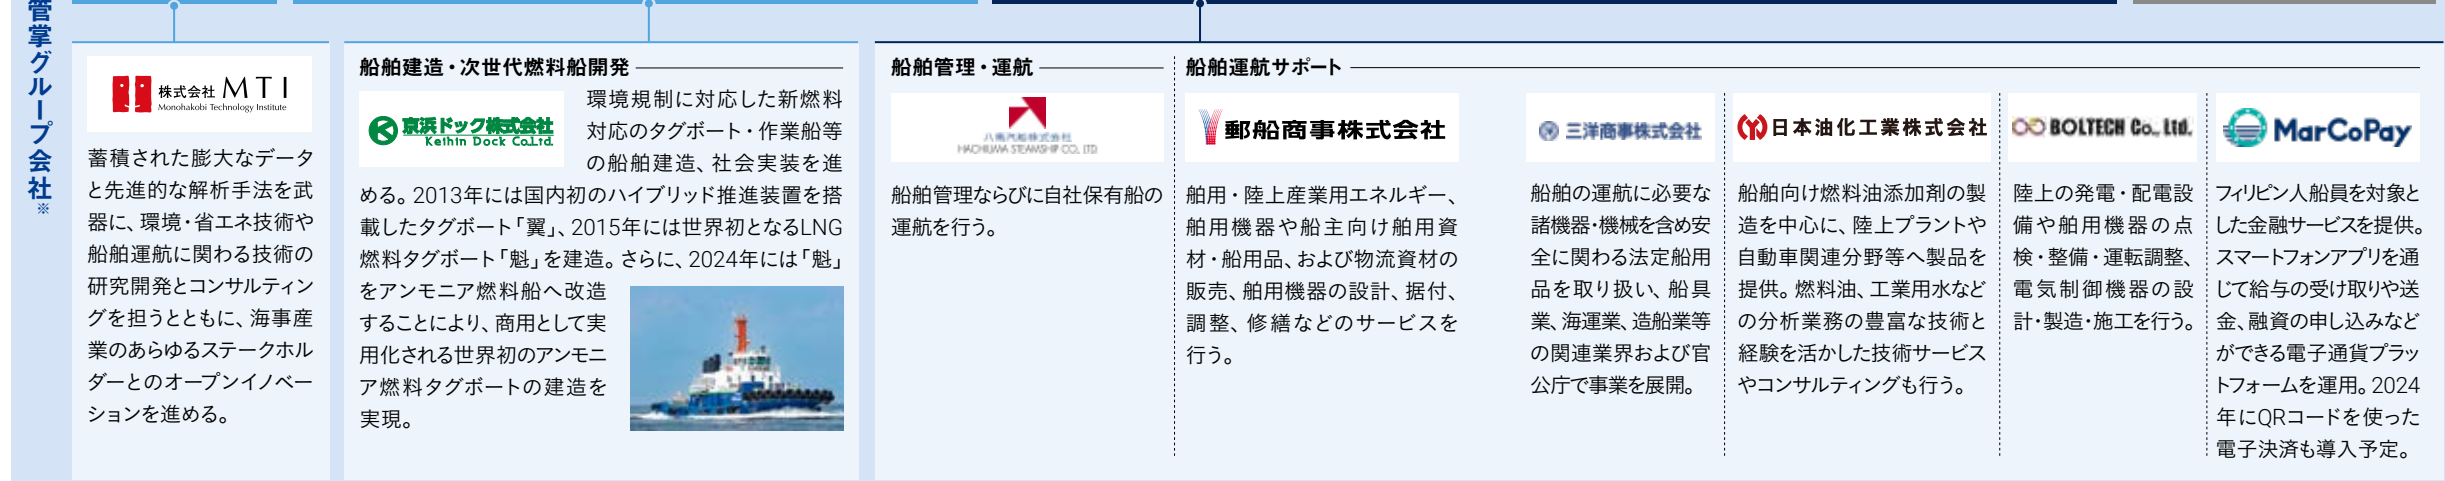 管掌グループ会社※
株式会社 MTI
Monohakobi Technology Institute
蓄積された膨大なデータ
と先進的な解析手法を武
器に、環境・省エネ技術や
船舶運航に関わる技術の
研究開発とコンサルティン
グを担うとともに、海事産
業のあらゆるステークホル
ダーとのオープンイノベー
ションを進める。
船舶建造・次世代燃料船開発
京浜ドック株式会社
Keihin Dock Co.Ltd
環境規制に対応した新燃料
対応のタグボート・作業船等
の船舶建造、社会実装を進
める。2013年には国内初のハイブリッド推進装置を搭
載したタグボート「翼」、2015年には世界初となるLNG
燃料タグボート「魁」を建造。さらに、2024年には「魁」
をアンモニア燃料船へ改造
することにより、商用として実
用化される世界初のアンモニ
ア燃料タグボートの建造を
実現。
船舶管理・運航
八馬汽船株式会社
HACHIUMA STEAMSHIP CO., LTD.
船舶管理ならびに自社保有船の
運航を行う。
船舶運航サポート
郵船商事株式会社
舶用・陸上産業用エネルギー、
舶用機器や船主向け舶用資
材・船用品、および物流資材の
販売、舶用機器の設計、据付、
調整、修繕などのサービスを
行う。
三洋商事株式会社
船舶の運航に必要な
諸機器・機械を含め安
全に関わる法定船用
品を取り扱い、船具
業、海運業、造船業等
の関連業界および官
公庁で事業を展開。
日本油化工業株式会社
船舶向け燃料油添加剤の製
造を中心に、陸上プラントや
自動車関連分野等へ製品を
提供。燃料油、工業用水など
の分析業務の豊富な技術と
経験を活かした技術サービス
やコンサルティングも行う。
BOLTECH Co., Ltd.
陸上の発電・配電設
備や舶用機器の点
検・整備・運転調整、
電気制御機器の設
計・製造・施工を行う。
MarCoPay
フィリピン人船員を対象と
した金融サービスを提供。
スマートフォンアプリを通
じて給与の受け取りや送
金、融資の申し込みなど
ができる電子通貨プラッ
トフォームを運用。2024
年にQRコードを使った
電子決済も導入予定。